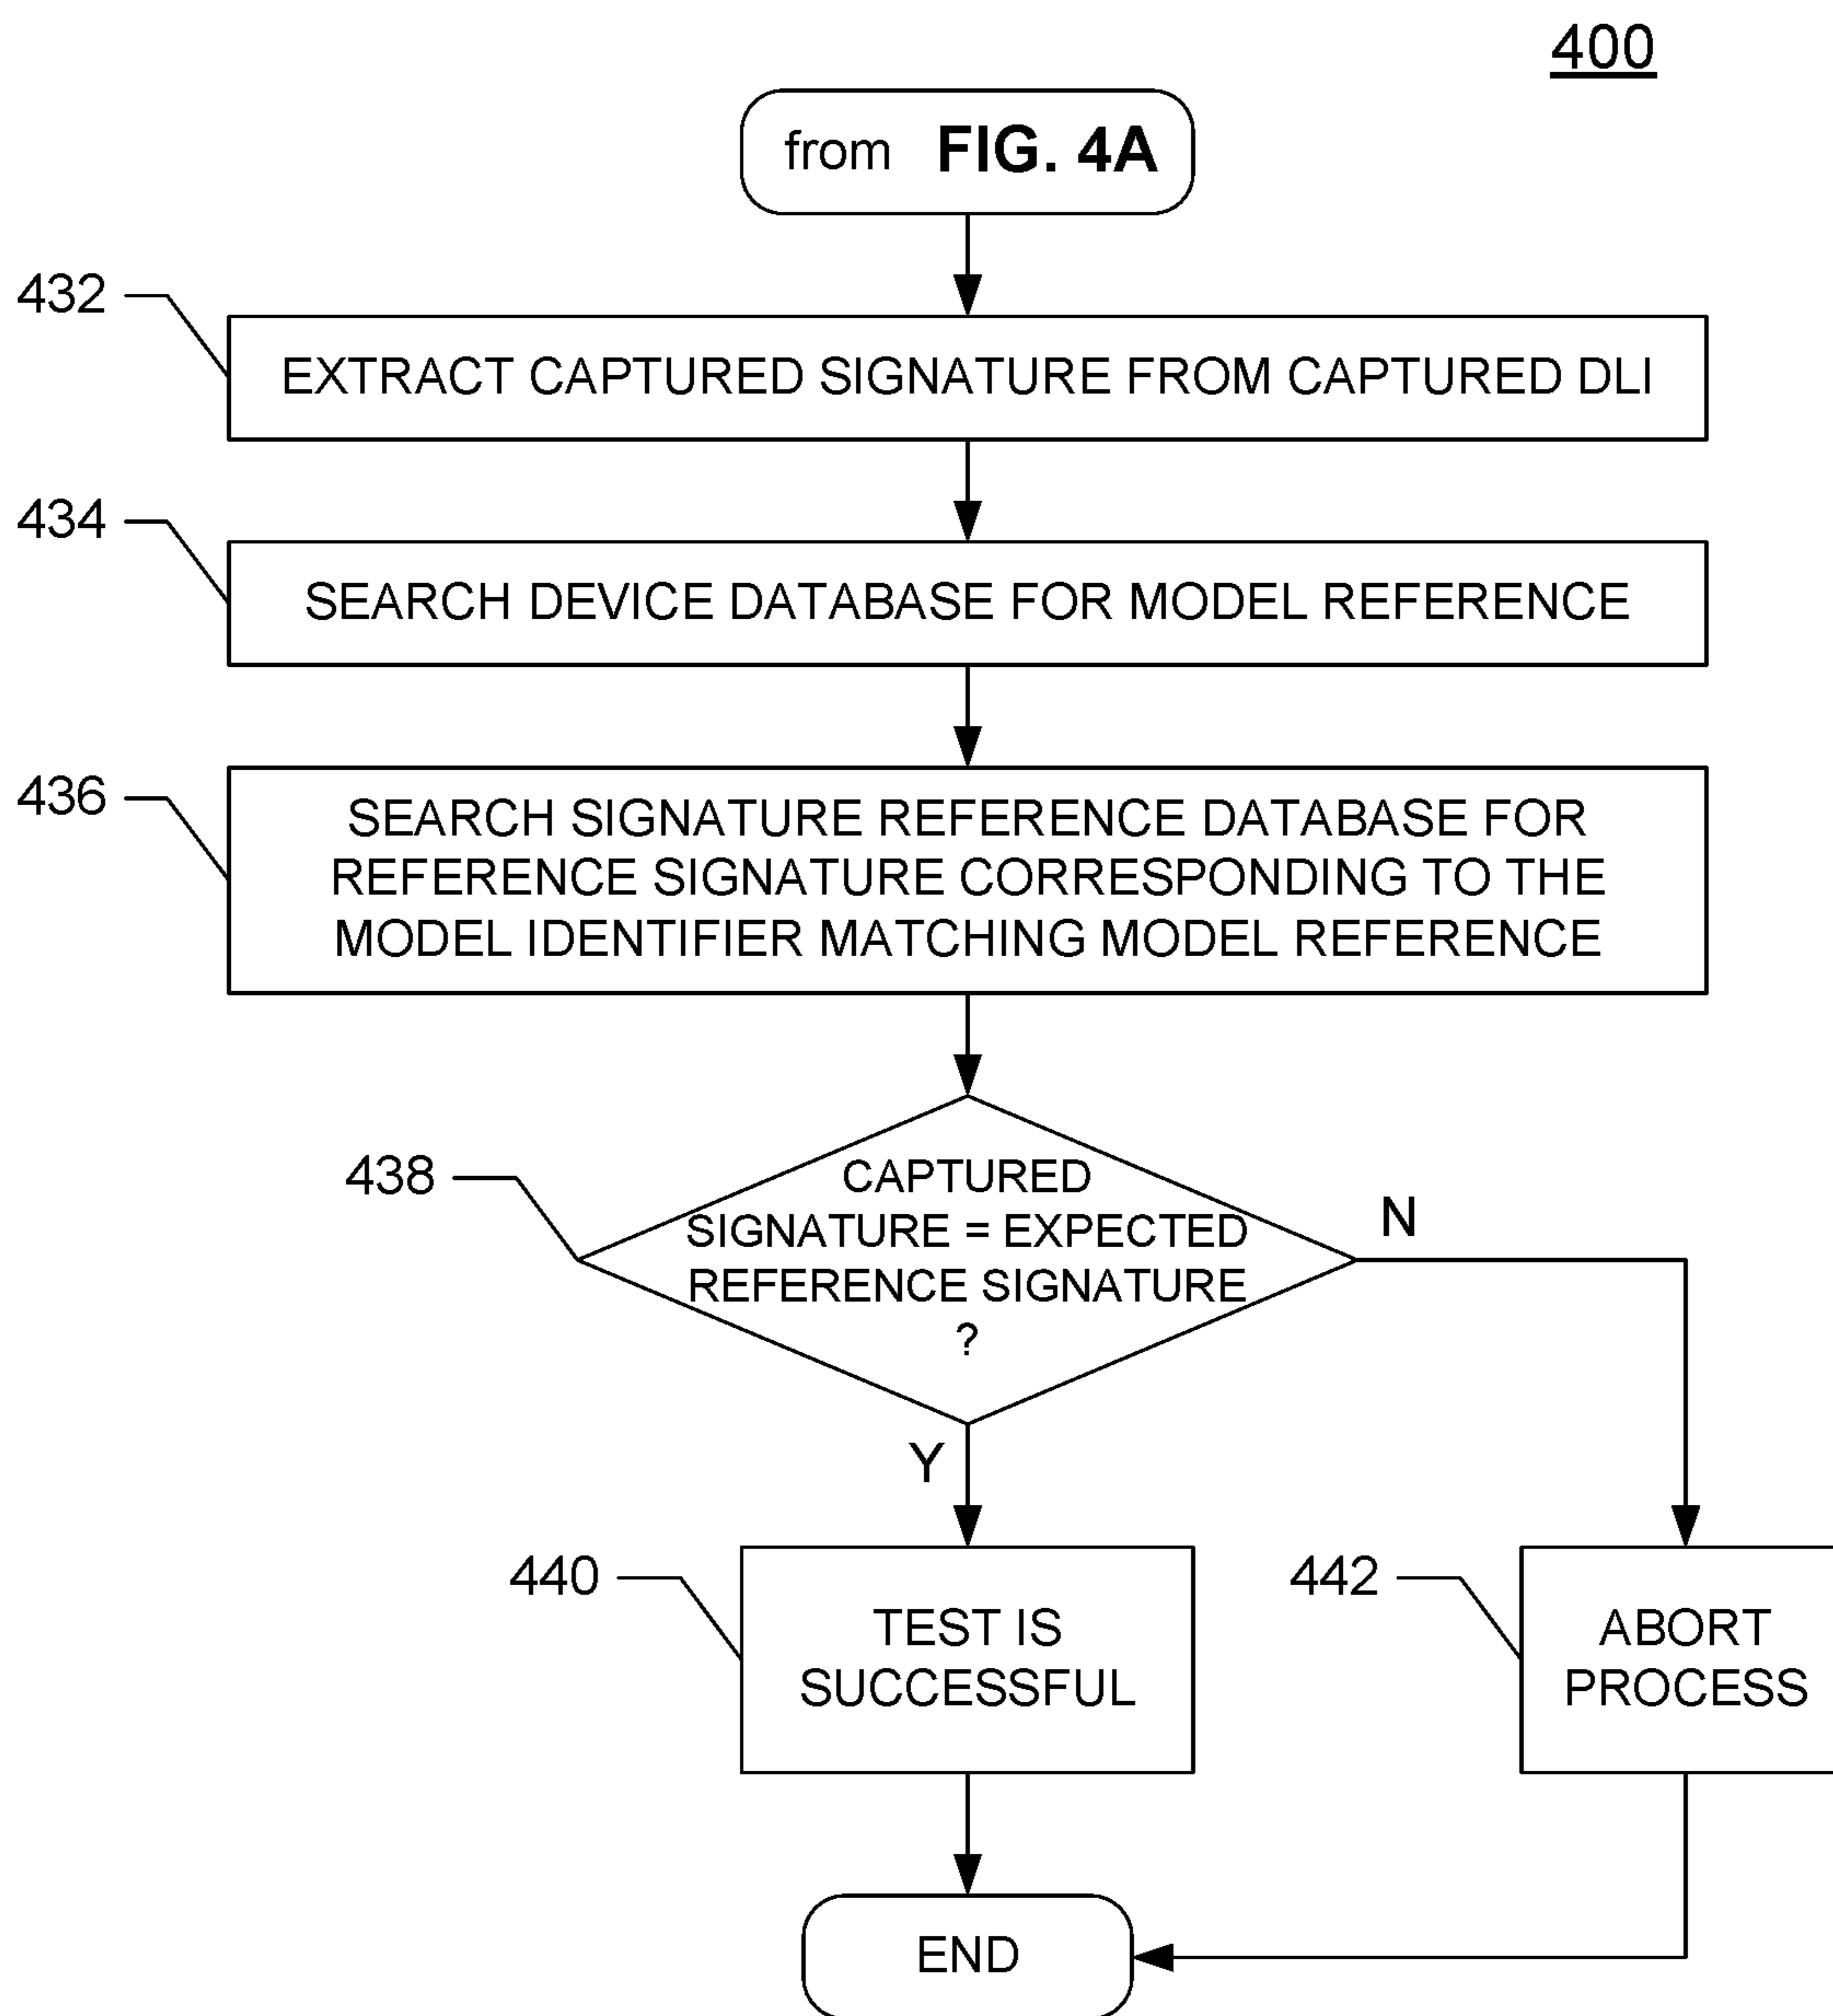 400
from FIG. 4A
432
EXTRACT CAPTURED SIGNATURE FROM CAPTURED DLI
434
SEARCH DEVICE DATABASE FOR MODEL REFERENCE
436
SEARCH SIGNATURE REFERENCE DATABASE FOR
REFERENCE SIGNATURE CORRESPONDING TO THE
MODEL IDENTIFIER MATCHING MODEL REFERENCE
438
CAPTURED
SIGNATURE = EXPECTED
REFERENCE SIGNATURE
?
N
Y
440
TEST IS
SUCCESSFUL
442
ABORT
PROCESS
END